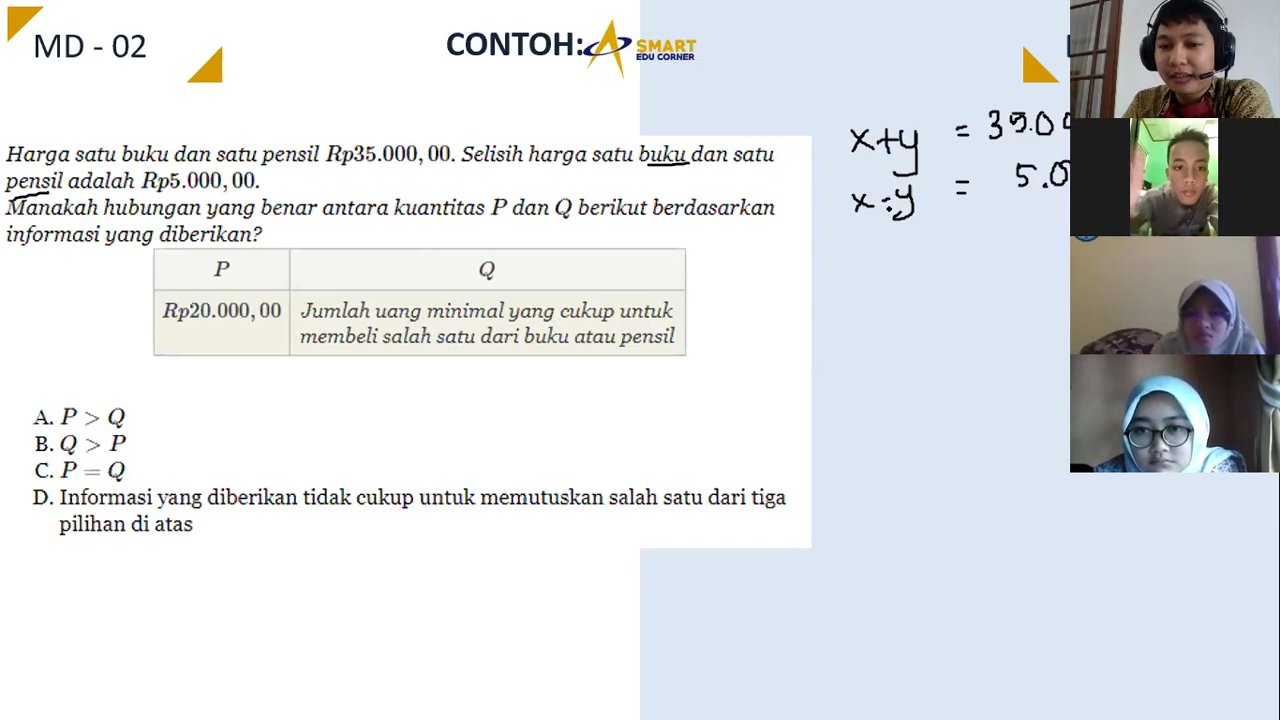 MD - 02
CONTOH:
SMART
EDU CORNER
Harga satu buku dan satu pensil Rp35.000,00. Selisih harga satu buku dan satu
pensil adalah Rp5.000,00.
Manakah hubungan yang benar antara kuantitas P dan Q berikut berdasarkan
informasi yang diberikan?
P
Q
Rp20.000,00
Jumlah uang minimal yang cukup untuk
membeli salah satu dari buku atau pensil
A. P > Q
B. Q > P
C. P = Q
D. Informasi yang diberikan tidak cukup untuk memutuskan salah satu dari tiga
pilihan di atas
x+y =
x-y =